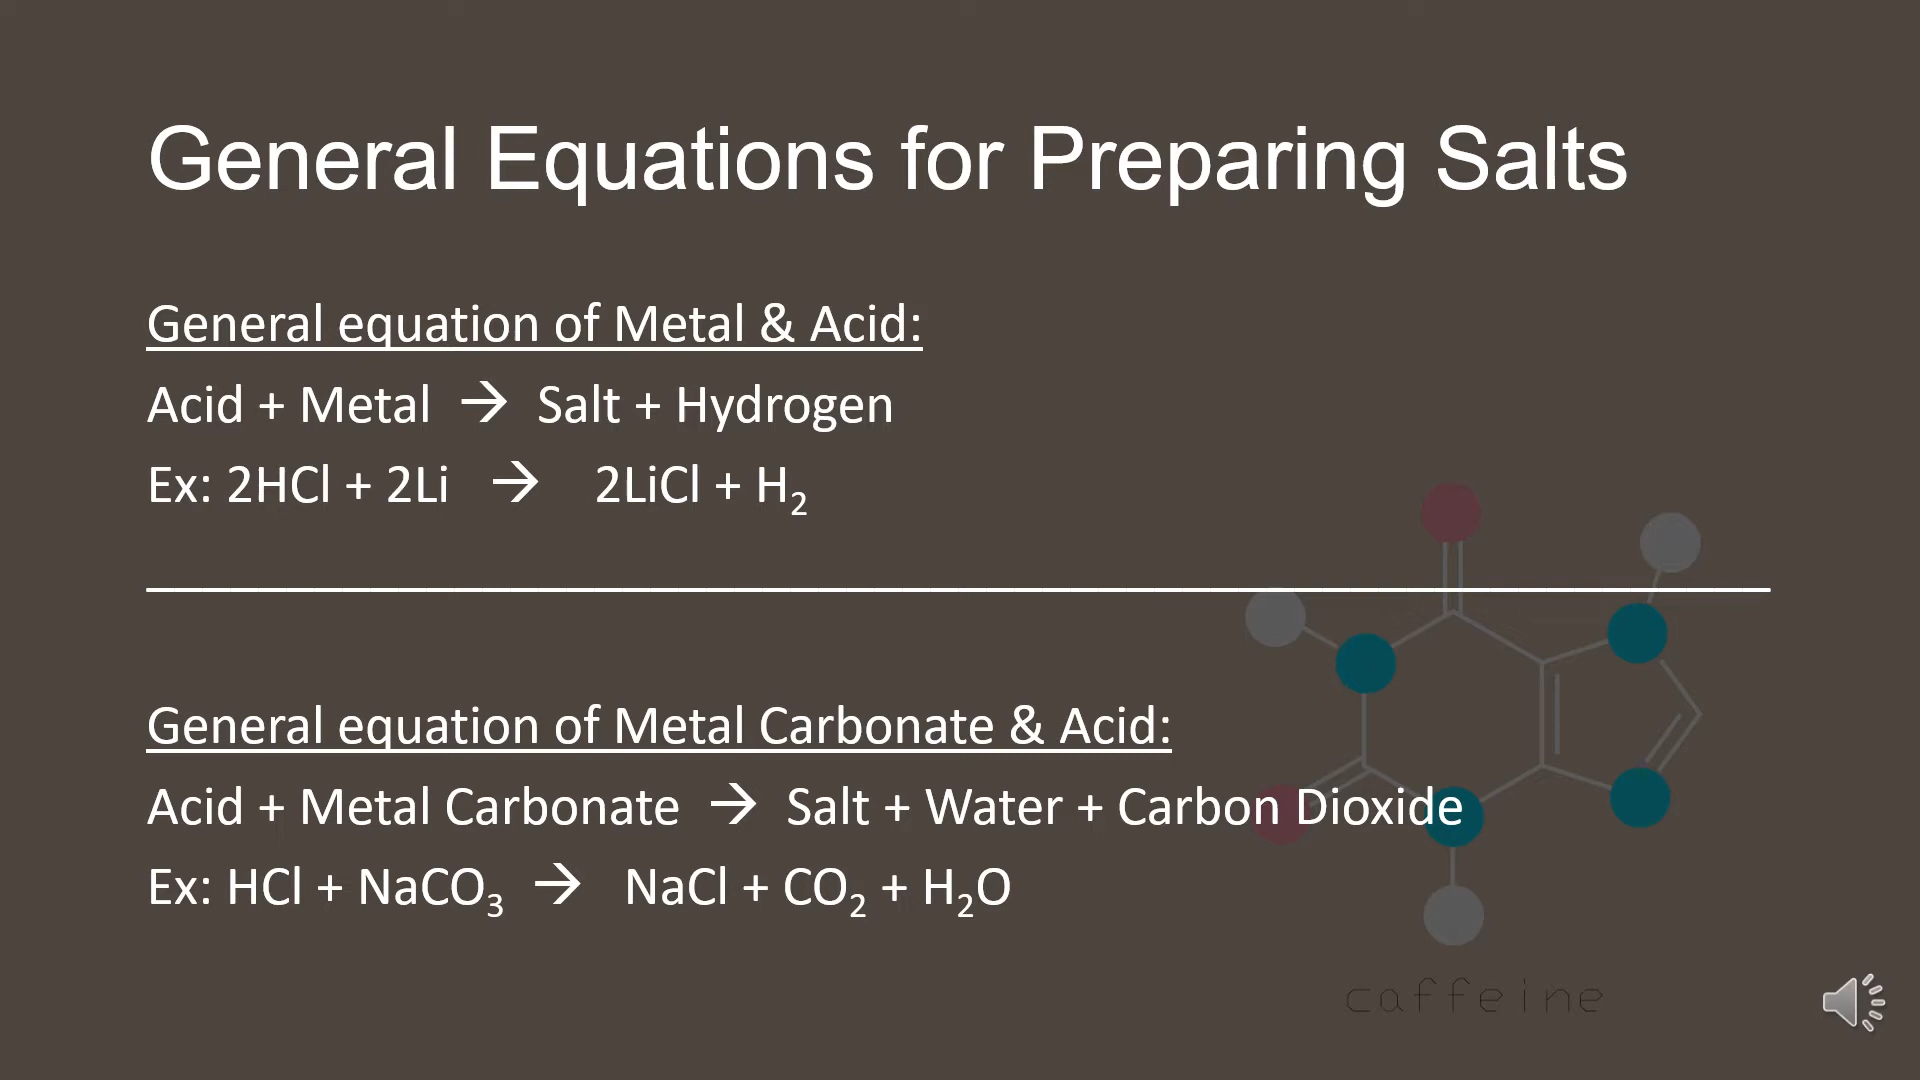 General Equations for Preparing Salts
General equation of Metal & Acid:
Acid + Metal → Salt + Hydrogen
Ex: 2HCl + 2Li → 2LiCl + H₂
General equation of Metal Carbonate & Acid:
Acid + Metal Carbonate → Salt + Water + Carbon Dioxide
Ex: HCl + NaCO₃ → NaCl + CO₂ + H₂O
caffeine